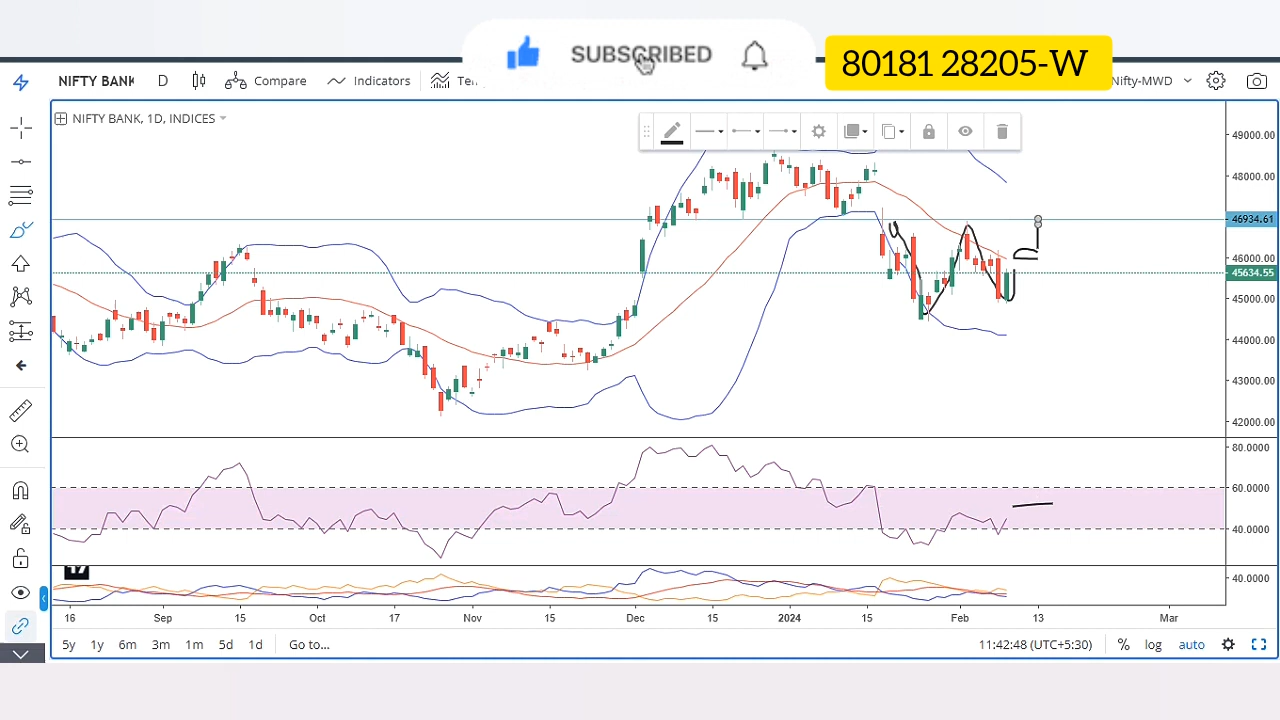 SUBSCRIBED
80181 28205-W
NIFTY BANK D Compare Indicators Nifty-MWD
NIFTY BANK, 1D, INDICES
49000.00
48000.00
46934.61
46000.00
45634.55
45000.00
44000.00
43000.00
42000.00
80.0000
60.0000
40.0000
40.0000
16 Sep 15 Oct 17 Nov 15 Dec 15 2024 15 Feb 13 Mar
5y 1y 6m 3m 1m 5d 1d Go to... 11:42:48 (UTC+5:30) % log auto